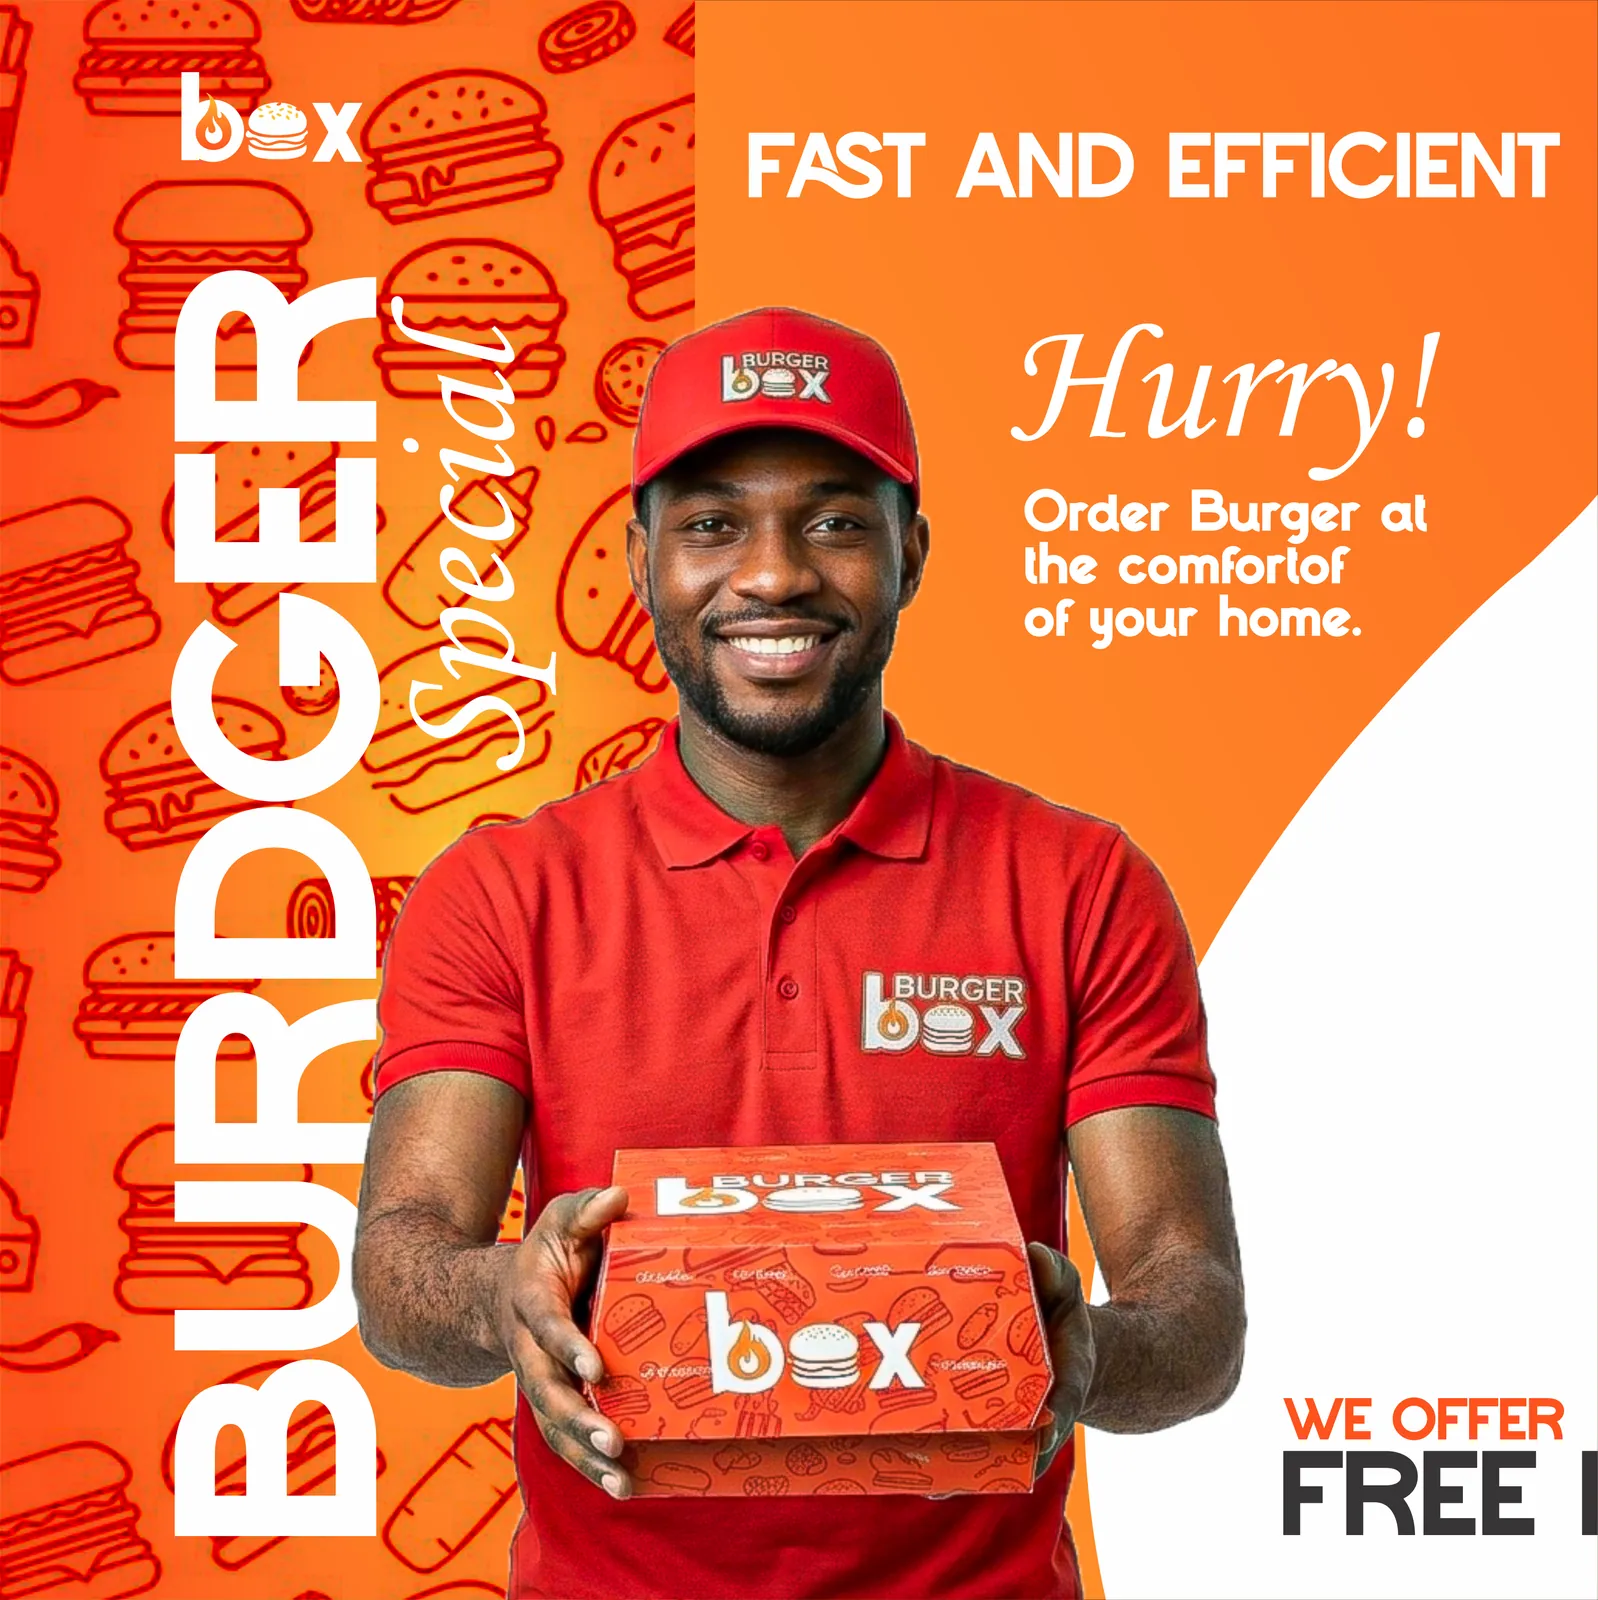 box
BURDGER
Special
FAST AND EFFICIENT
Hurry!
Order Burger at
the comfortof
of your home.
BURGER
box
BURGER
box
BURGER
box
box
WE OFFER
FREE